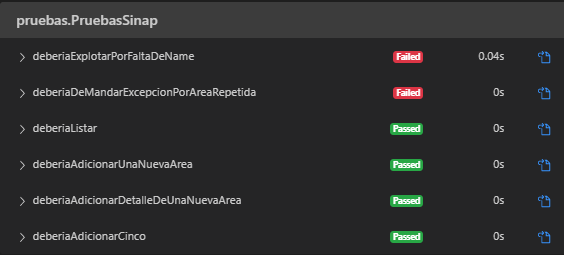 pruebas.PruebasSinap
deberiaExplotarPorFaltaDeName Failed 0.04s
deberiaDeMandarExcepcionPorAreaRepetida Failed 0s
deberiaListar Passed 0s
deberiaAdicionarUnaNuevaArea Passed 0s
deberiaAdicionarDetalleDeUnaNuevaArea Passed 0s
deberiaAdicionarCinco Passed 0s